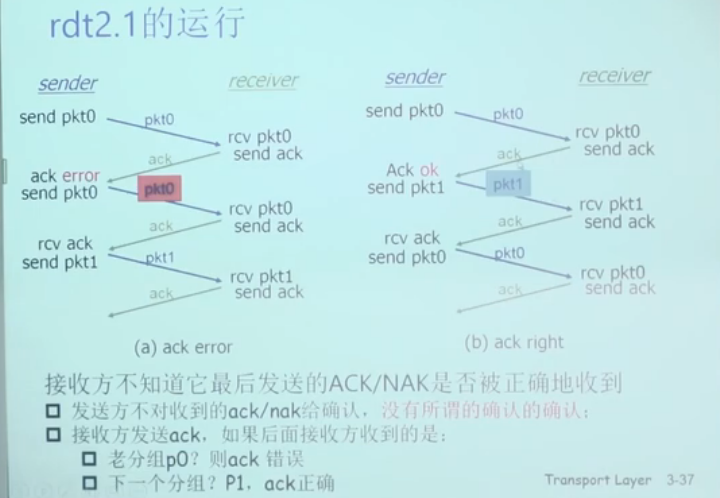 rdt2.1的运行
sender
receiver
send pkt0
pkt0
rcv pkt0
send ack
ack
ack error
send pkt0
pkt0
rcv pkt0
send ack
ack
rcv ack
send pkt1
pkt1
rcv pkt1
send ack
ack
(a) ack error
sender
receiver
send pkt0
pkt0
rcv pkt0
send ack
ack
Ack ok
send pkt1
pkt1
rcv pkt1
send ack
ack
rcv ack
send pkt0
pkt0
rcv pkt0
send ack
ack
(b) ack right
接收方不知道它最后发送的ACK/NAK是否被正确地收到
发送方不对收到的ack/nak给确认，没有所谓的确认的确认；
接收方发送ack，如果后面接收方收到的是：
老分组p0？则ack 错误
下一个分组？P1，ack正确
Transport Layer 3-37